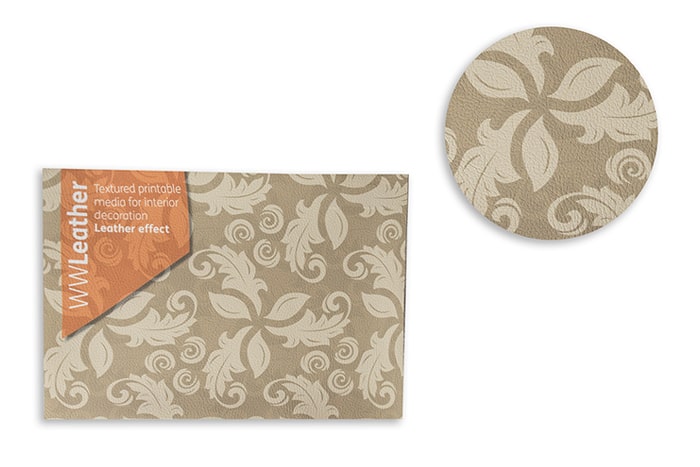 WWLeather
Textured printable
media for interior
decoration
Leather effect